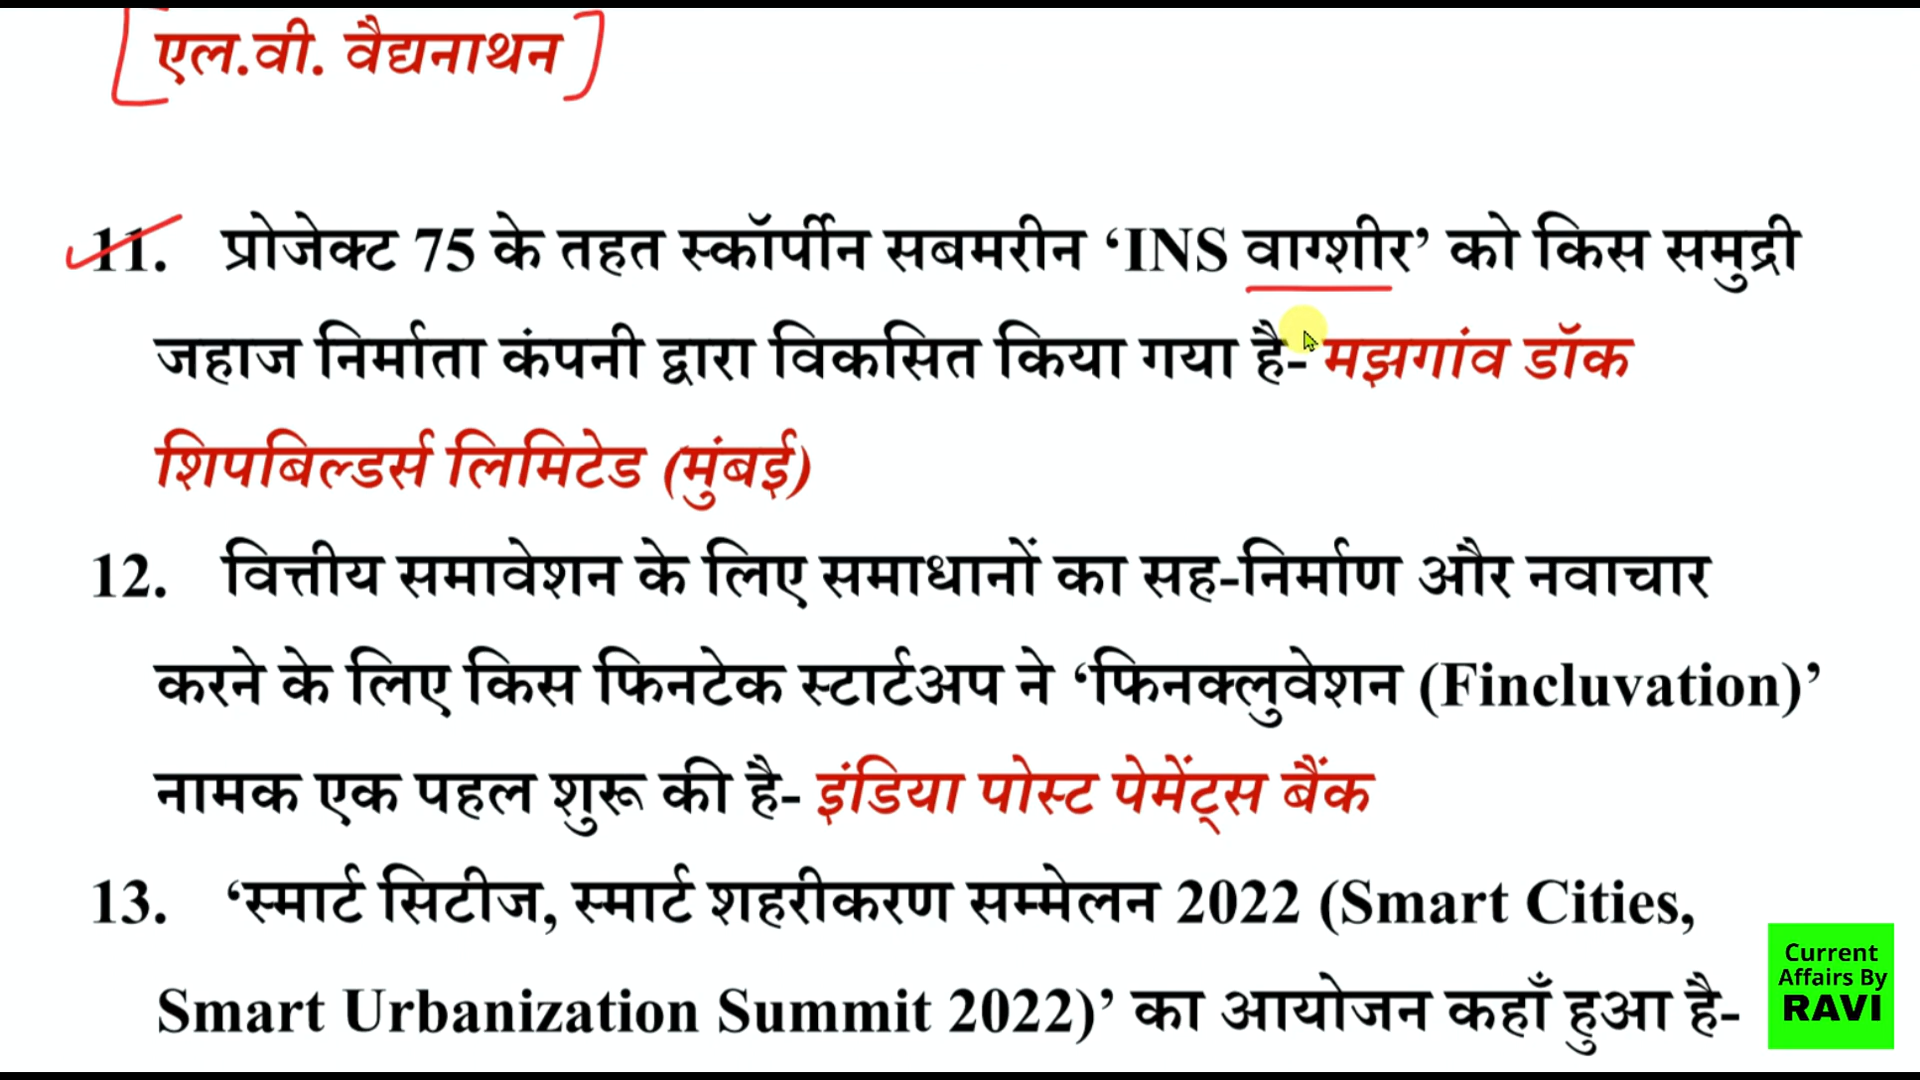 एल.वी. वैद्यनाथन
11. प्रोजेक्ट 75 के तहत स्कॉर्पीन सबमरीन ‘INS वाग्शीर’ को किस समुद्री
जहाज निर्माता कंपनी द्वारा विकसित किया गया है- मझगांव डॉक
शिपबिल्डर्स लिमिटेड (मुंबई)
12. वित्तीय समावेशन के लिए समाधानों का सह-निर्माण और नवाचार
करने के लिए किस फिनटेक स्टार्टअप ने ‘फिनक्लुवेशन (Fincluvation)’
नामक एक पहल शुरू की है- इंडिया पोस्ट पेमेंट्स बैंक
13. ‘स्मार्ट सिटीज, स्मार्ट शहरीकरण सम्मेलन 2022 (Smart Cities,
Smart Urbanization Summit 2022)’ का आयोजन कहाँ हुआ है-
Current
Affairs By
RAVI